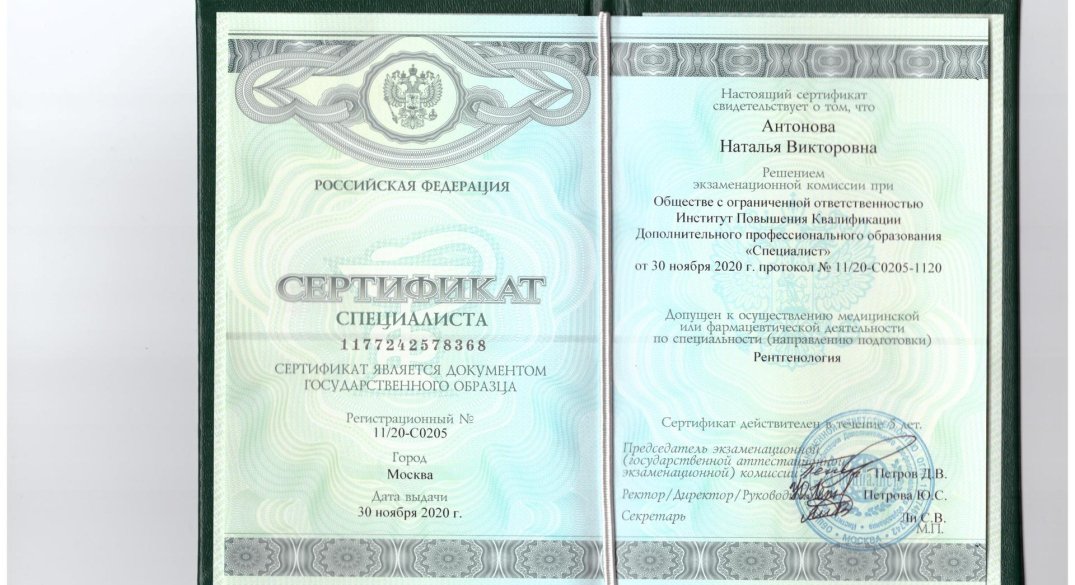 РОССИЙСКАЯ ФЕДЕРАЦИЯ
СЕРТИФИКАТ
СПЕЦИАЛИСТА
1177242578368
СЕРТИФИКАТ ЯВЛЯЕТСЯ ДОКУМЕНТОМ
ГОСУДАРСТВЕННОГО ОБРАЗЦА
Регистрационный №
11/20-С0205
Город
Москва
Дата выдачи
30 ноября 2020 г.
Настоящий сертификат
свидетельствует о том, что
Антонова
Наталья Викторовна
Решением
экзаменационной комиссии при
Обществе с ограниченной ответственностью
Институт Повышения Квалификации
Дополнительного профессионального образования
«Специалист»
от 30 ноября 2020 г. протокол № 11/20-С0205-1120
Допущен к осуществлению медицинской
или фармацевтической деятельности
по специальности (направлению подготовки)
Рентгенология
Сертификат действителен в течение 5 лет.
Председатель экзаменационной
(государственной аттестационной
экзаменационной) комиссии Петров Д.В.
Ректор/Директор/Руководитель Петрова Ю.С.
Секретарь Ли С.В.
М.П.
МОСКВА